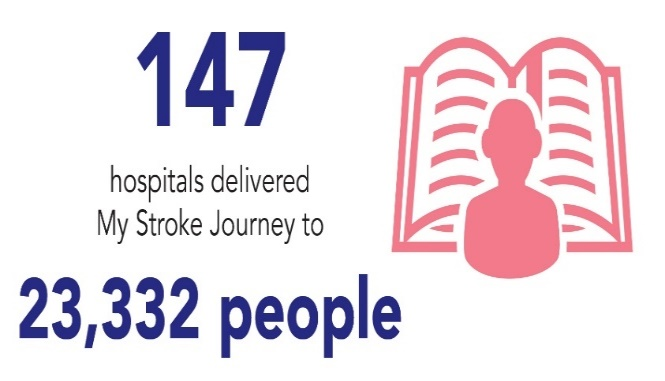 147
hospitals delivered
My Stroke Journey to
23,332 people